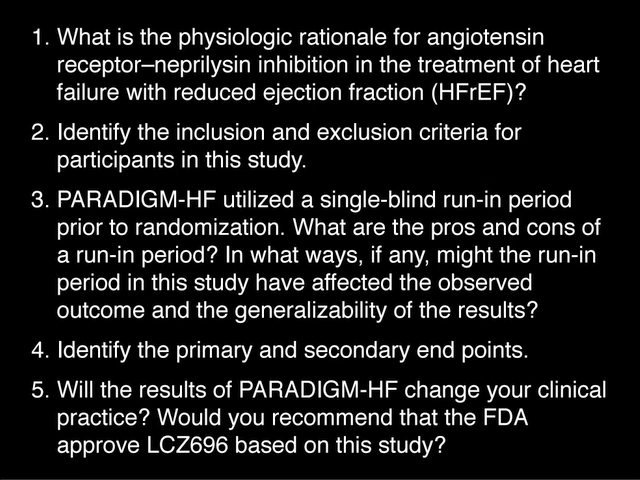 1. What is the physiologic rationale for angiotensin
receptor–neprilysin inhibition in the treatment of heart
failure with reduced ejection fraction (HFrEF)?
2. Identify the inclusion and exclusion criteria for
participants in this study.
3. PARADIGM-HF utilized a single-blind run-in period
prior to randomization. What are the pros and cons of
a run-in period? In what ways, if any, might the run-in
period in this study have affected the observed
outcome and the generalizability of the results?
4. Identify the primary and secondary end points.
5. Will the results of PARADIGM-HF change your clinical
practice? Would you recommend that the FDA
approve LCZ696 based on this study?